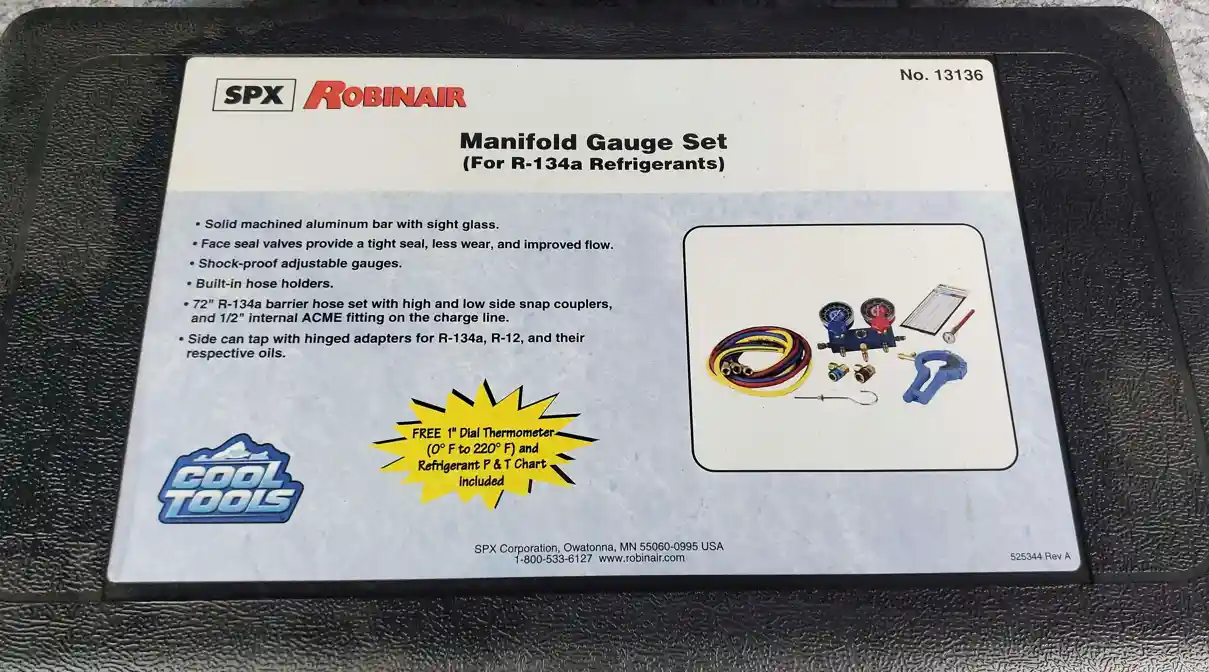 SPX ROBINAIR
No. 13136
Manifold Gauge Set
(For R-134a Refrigerants)
• Solid machined aluminum bar with sight glass.
• Face seal valves provide a tight seal, less wear, and improved flow.
• Shock-proof adjustable gauges.
• Built-in hose holders.
• 72" R-134a barrier hose set with high and low side snap couplers,
and 1/2" internal ACME fitting on the charge line.
• Side can tap with hinged adapters for R-134a, R-12, and their
respective oils.
FREE 1" Dial Thermometer
(0° F to 220° F) and
Refrigerant P & T Chart
included
COOL
TOOLS
SPX Corporation, Owatonna, MN 55060-0995 USA
1-800-533-6127 www.robinair.com
525344 Rev A